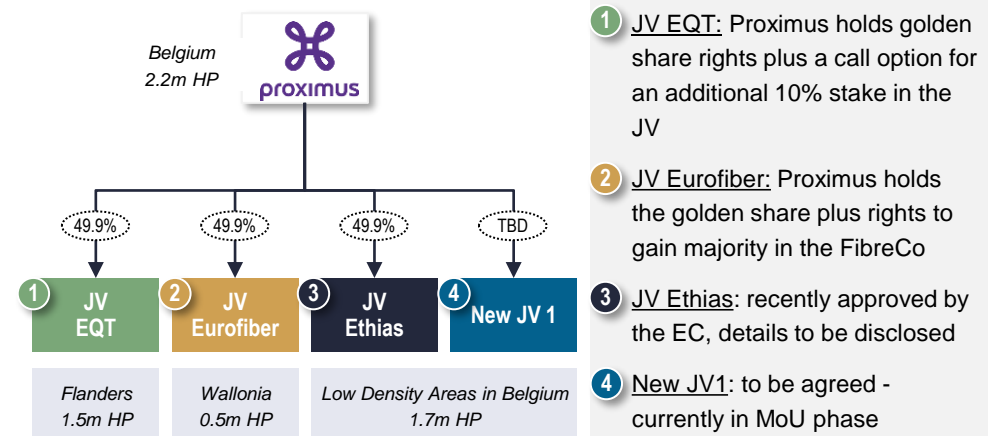 Belgium
2.2m HP
proximus
49.9%
49.9%
49.9%
TBD
1
JV
EQT
2
JV
Eurofiber
3
JV
Ethias
4
New JV 1
Flanders
1.5m HP
Wallonia
0.5m HP
Low Density Areas in Belgium
1.7m HP
1
JV EQT: Proximus holds golden
share rights plus a call option for
an additional 10% stake in the
JV
2
JV Eurofiber: Proximus holds
the golden share plus rights to
gain majority in the FibreCo
3
JV Ethias: recently approved by
the EC, details to be disclosed
4
New JV1: to be agreed -
currently in MoU phase